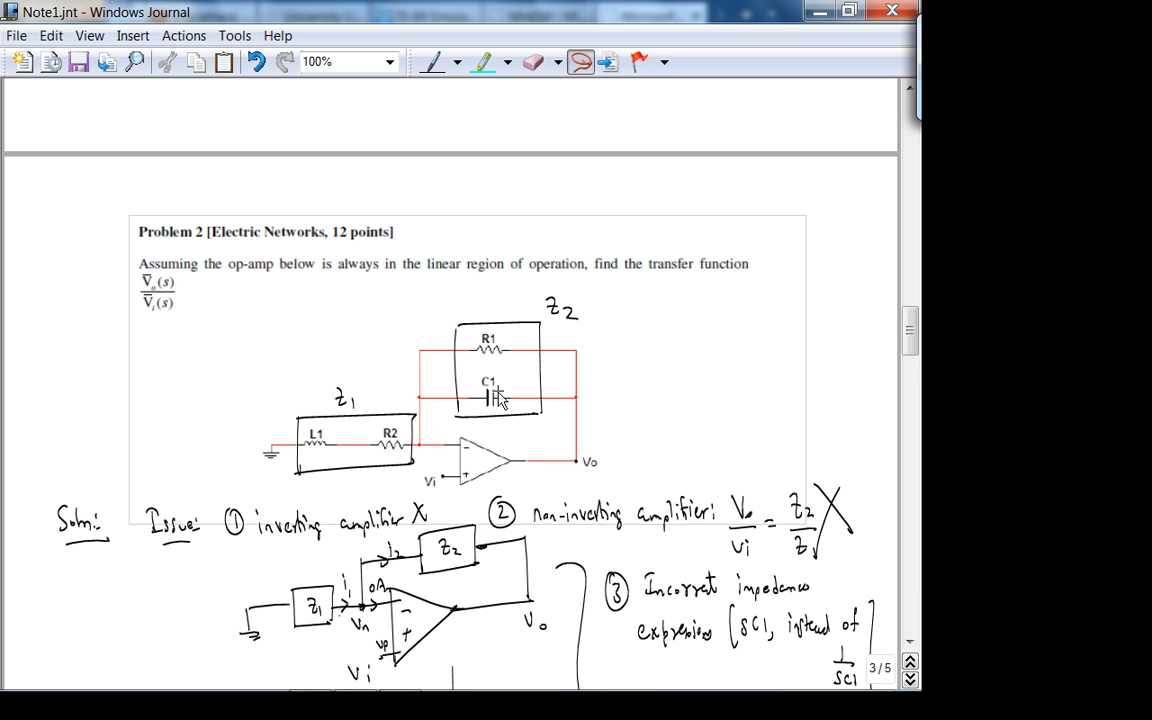 Note1.jnt - Windows Journal
File Edit View Insert Actions Tools Help
100%
Problem 2 [Electric Networks, 12 points]
Assuming the op-amp below is always in the linear region of operation, find the transfer function
V̄o(s)
V̄i(s)
Z2
R1
C1
Z1
L1 R2
-
+
Vi
Vo
Soln: Issue: ① inverting amplifier X ② non-inverting amplifier: Vo/Vi = Z2/Z1 X
i2 Z2
Z1 i1 0A
Vn - +
Vp
Vi
Vo
③ Incorrect impedance
expression [SC1, instead of
1/SC1]
3/5